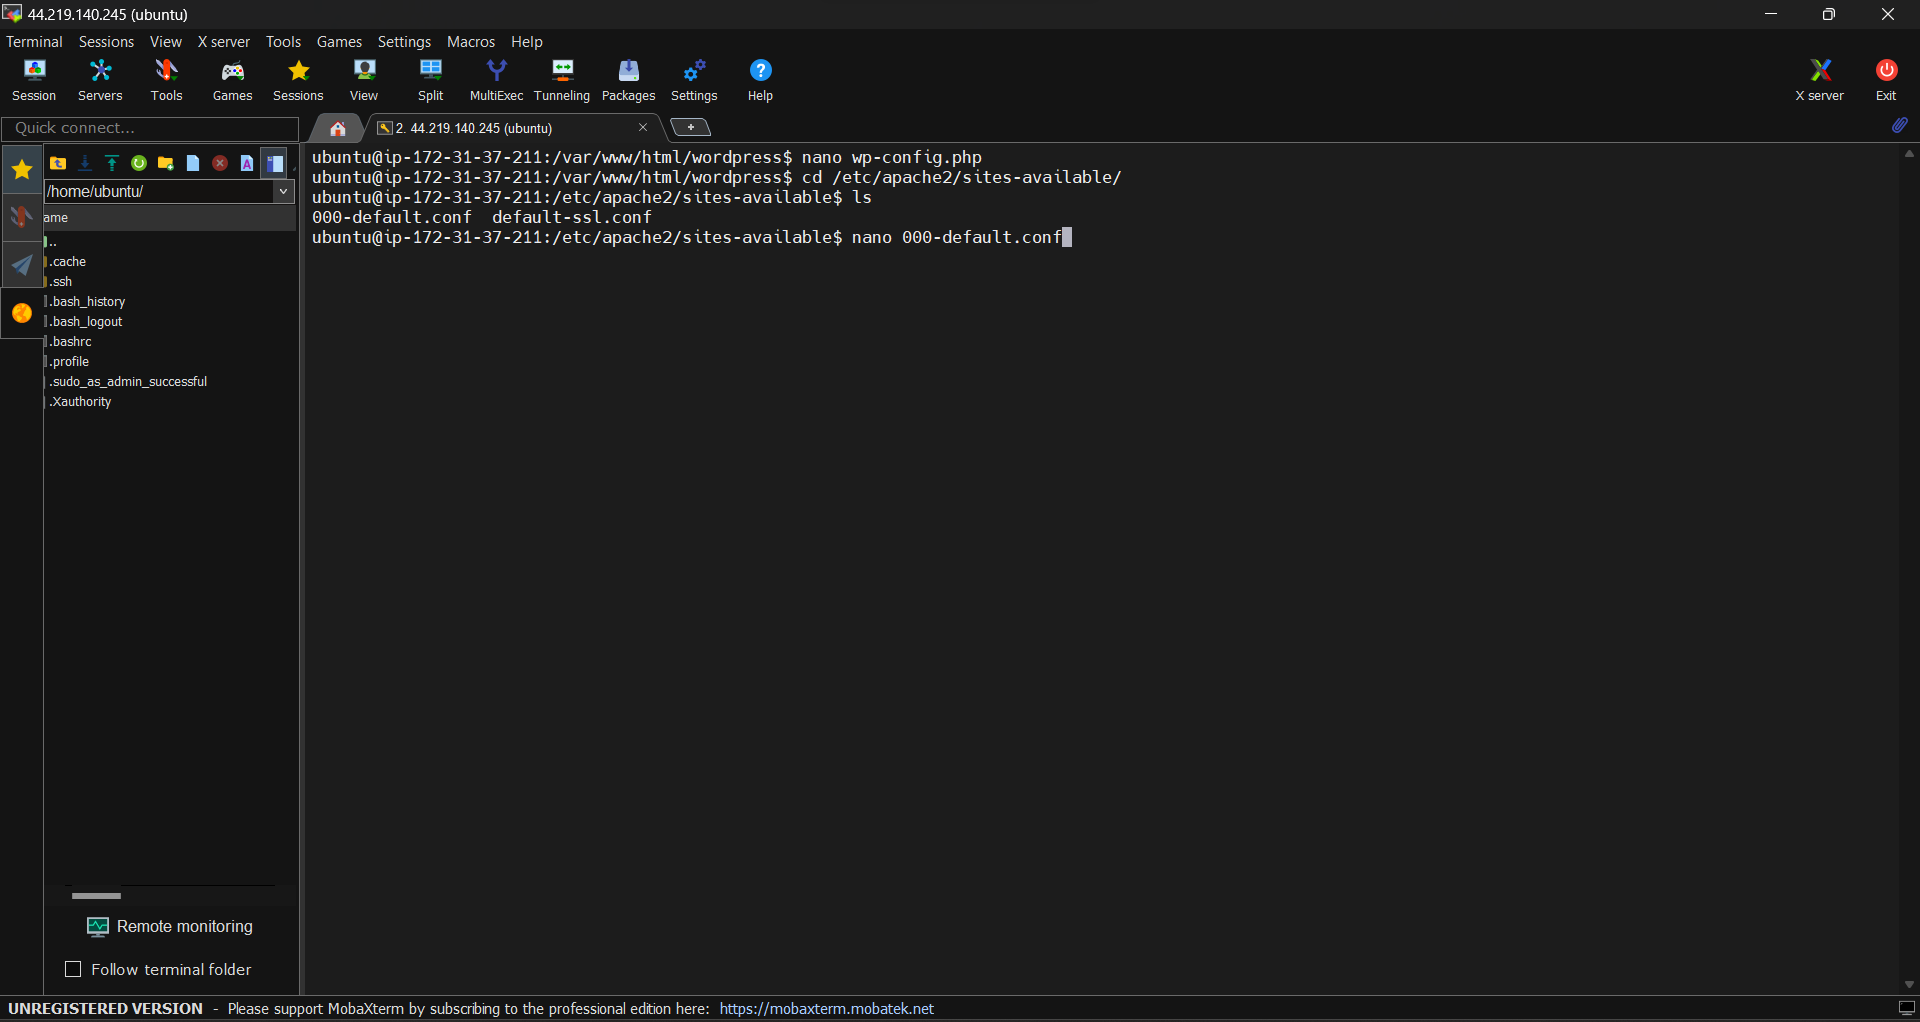 44.219.140.245 (ubuntu)
Terminal Sessions View X server Tools Games Settings Macros Help
Session Servers Tools Games Sessions View Split MultiExec Tunneling Packages Settings Help X server Exit
Quick connect...
2. 44.219.140.245 (ubuntu)
/home/ubuntu/
ame
..
.cache
.ssh
.bash_history
.bash_logout
.bashrc
.profile
.sudo_as_admin_successful
.Xauthority
Remote monitoring
Follow terminal folder
ubuntu@ip-172-31-37-211:/var/www/html/wordpress$ nano wp-config.php
ubuntu@ip-172-31-37-211:/var/www/html/wordpress$ cd /etc/apache2/sites-available/
ubuntu@ip-172-31-37-211:/etc/apache2/sites-available$ ls
000-default.conf  default-ssl.conf
ubuntu@ip-172-31-37-211:/etc/apache2/sites-available$ nano 000-default.conf
UNREGISTERED VERSION - Please support MobaXterm by subscribing to the professional edition here: https://mobaxterm.mobatek.net